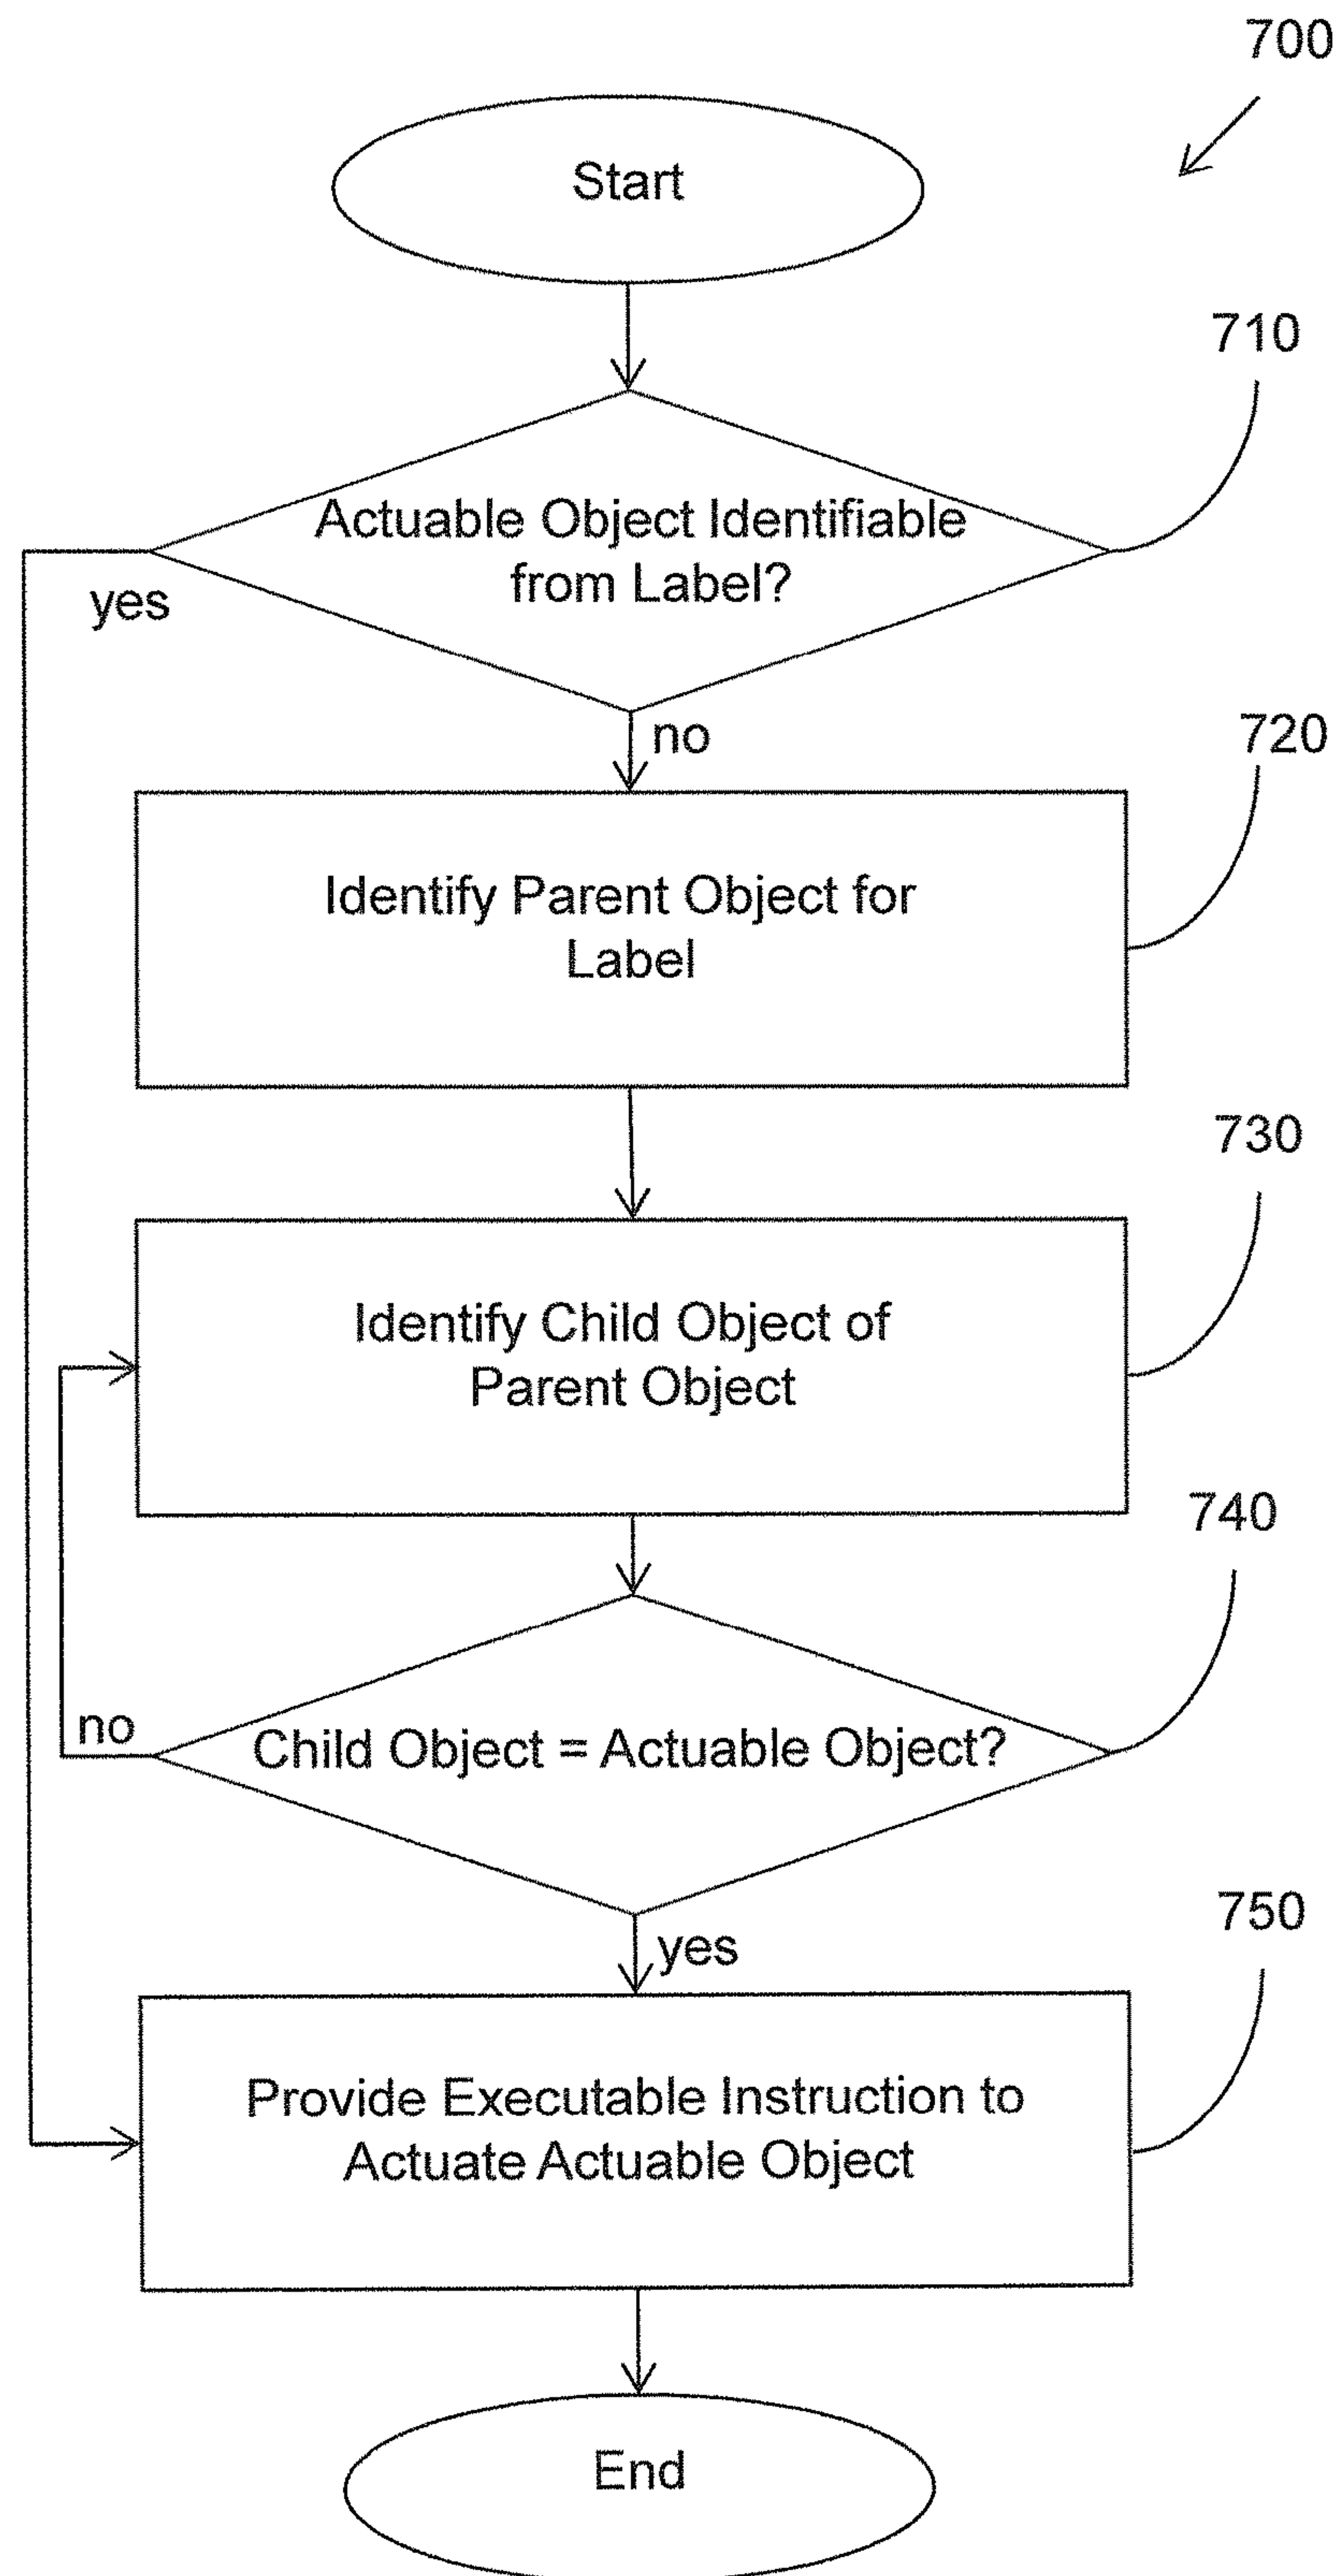 700
Start
710
Actuable Object Identifiable
from Label?
yes
no
720
Identify Parent Object for
Label
730
Identify Child Object of
Parent Object
740
no
Child Object = Actuable Object?
yes
750
Provide Executable Instruction to
Actuate Actuable Object
End